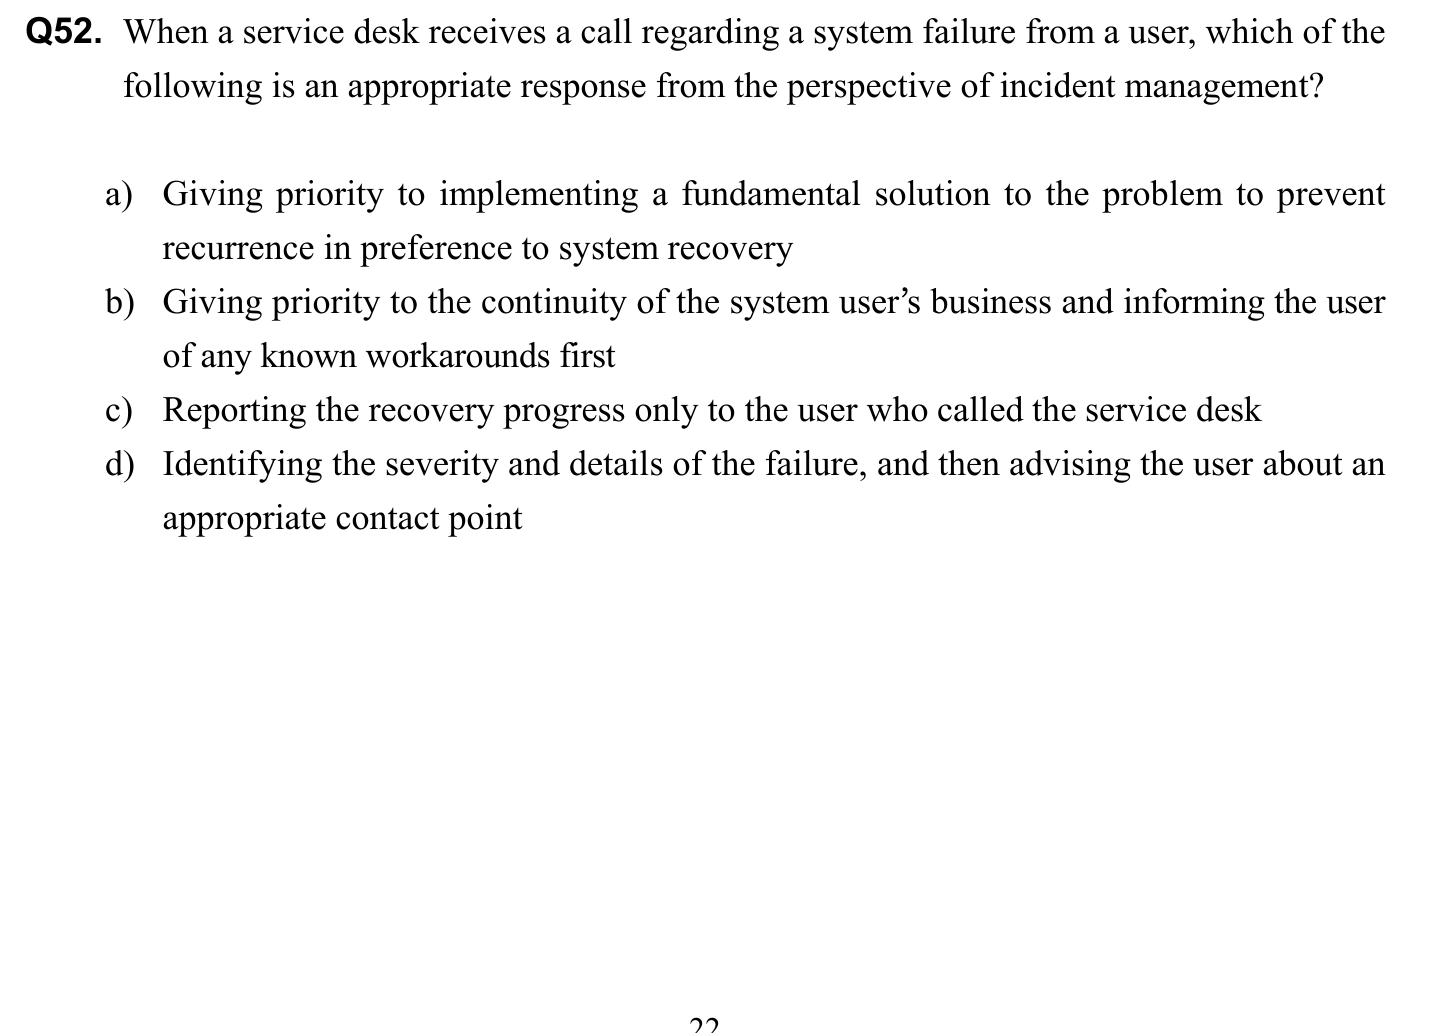 Q52. When a service desk receives a call regarding a system failure from a user, which of the
following is an appropriate response from the perspective of incident management?
a) Giving priority to implementing a fundamental solution to the problem to prevent
recurrence in preference to system recovery
b) Giving priority to the continuity of the system user’s business and informing the user
of any known workarounds first
c) Reporting the recovery progress only to the user who called the service desk
d) Identifying the severity and details of the failure, and then advising the user about an
appropriate contact point
22